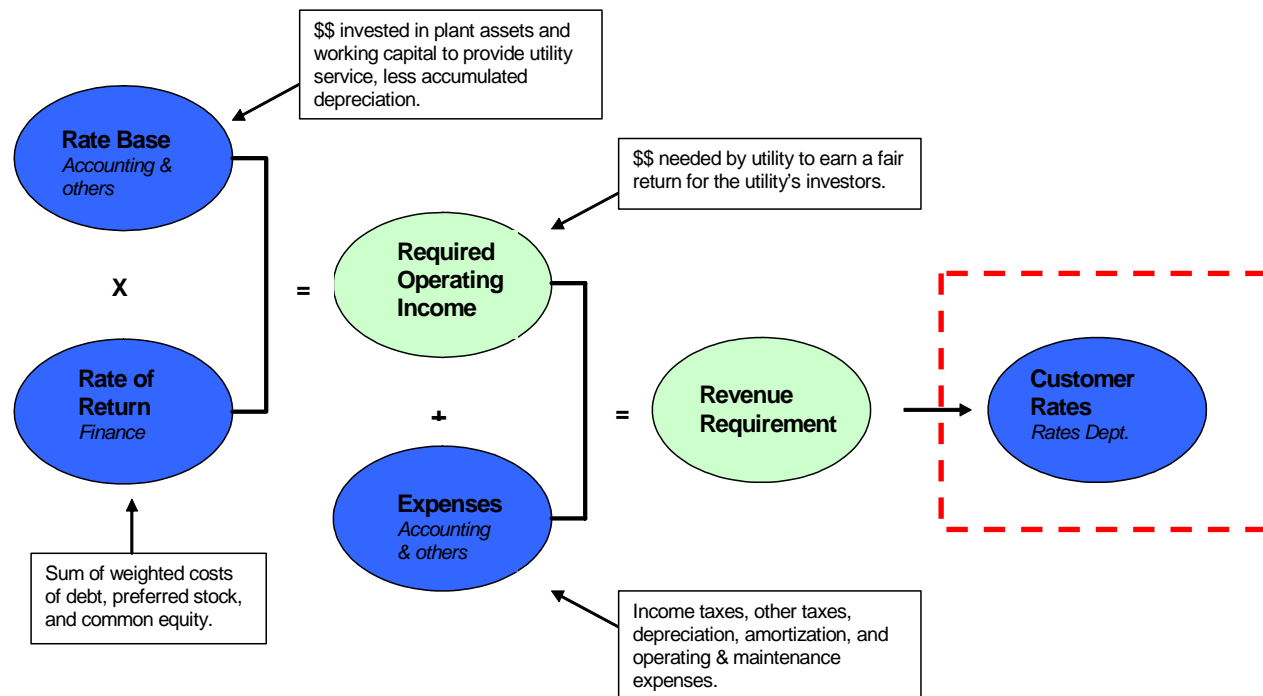 $$ invested in plant assets and
working capital to provide utility
service, less accumulated
depreciation.
Rate Base
Accounting &
others
$$ needed by utility to earn a fair
return for the utility’s investors.
X
=
Required
Operating
Income
Rate of
Return
Finance
+
=
Revenue
Requirement
Customer
Rates
Rates Dept.
Expenses
Accounting
& others
Sum of weighted costs
of debt, preferred stock,
and common equity.
Income taxes, other taxes,
depreciation, amortization, and
operating & maintenance
expenses.